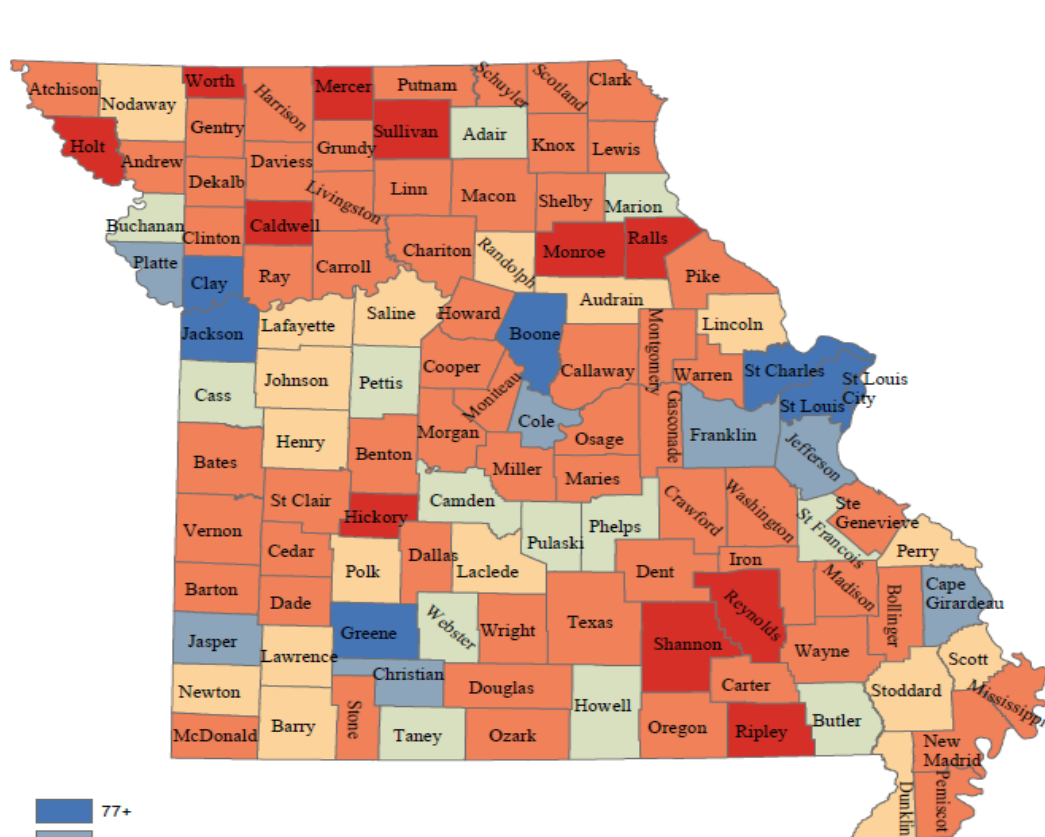 Atchison
Nodaway
Worth
Harrison
Mercer
Putnam
Schuyler
Scotland
Clark
Holt
Andrew
Gentry
Dekalb
Daviess
Grundy
Sullivan
Adair
Knox
Lewis
Buchanan
Clinton
Caldwell
Livingston
Linn
Macon
Shelby
Marion
Platte
Clay
Ray
Carroll
Chariton
Randolph
Monroe
Ralls
Pike
Jackson
Lafayette
Saline
Howard
Boone
Audrain
Lincoln
Cass
Johnson
Pettis
Cooper
Moniteau
Callaway
Montgomery
Warren
St Charles
St Louis
City
St Louis
Henry
Benton
Morgan
Cole
Osage
Gasconade
Franklin
Jefferson
Bates
St Clair
Hickory
Camden
Miller
Maries
Phelps
Pulaski
Crawford
Washington
St Francois
Ste
Genevieve
Perry
Vernon
Cedar
Polk
Dallas
Laclede
Dent
Iron
Madison
Bollinger
Cape
Girardeau
Barton
Dade
Greene
Webster
Wright
Texas
Shannon
Reynolds
Wayne
Jasper
Lawrence
Christian
Douglas
Howell
Carter
Butler
Stoddard
Scott
Mississippi
Newton
McDonald
Barry
Stone
Taney
Ozark
Oregon
Ripley
New
Madrid
Pemiscot
Dunklin
77+